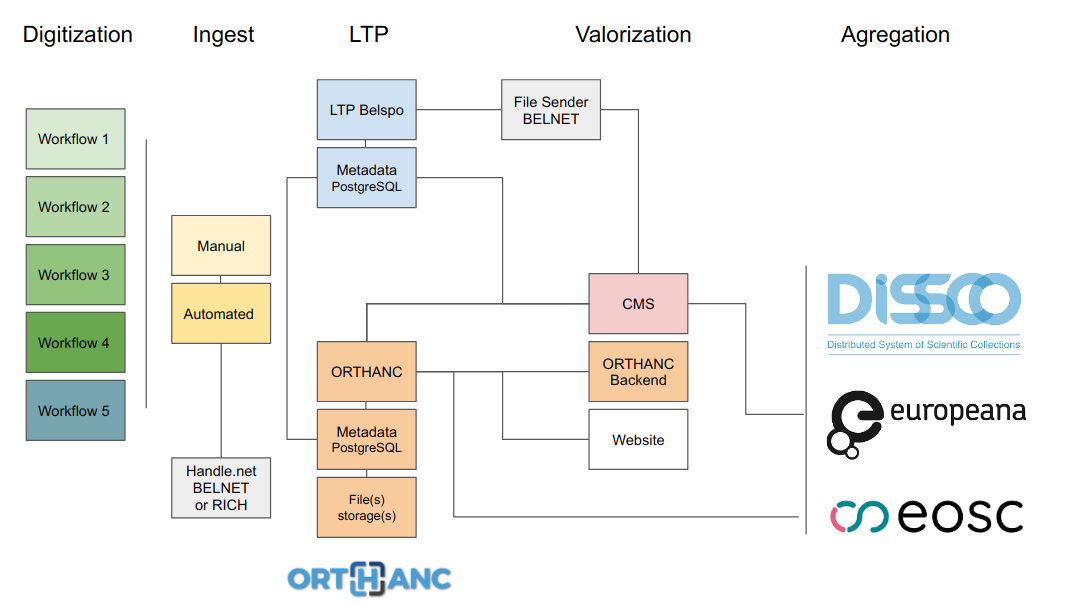 Digitization
Ingest
LTP
Valorization
Agregation
Workflow 1
Workflow 2
Workflow 3
Workflow 4
Workflow 5
Manual
Automated
Handle.net
BELNET
or RICH
LTP Belspo
Metadata
PostgreSQL
ORTHANC
Metadata
PostgreSQL
File(s)
storage(s)
ORTHANC
File Sender
BELNET
CMS
ORTHANC
Backend
Website
DiSSCO
Distributed System of Scientific Collections
europeana
eosc